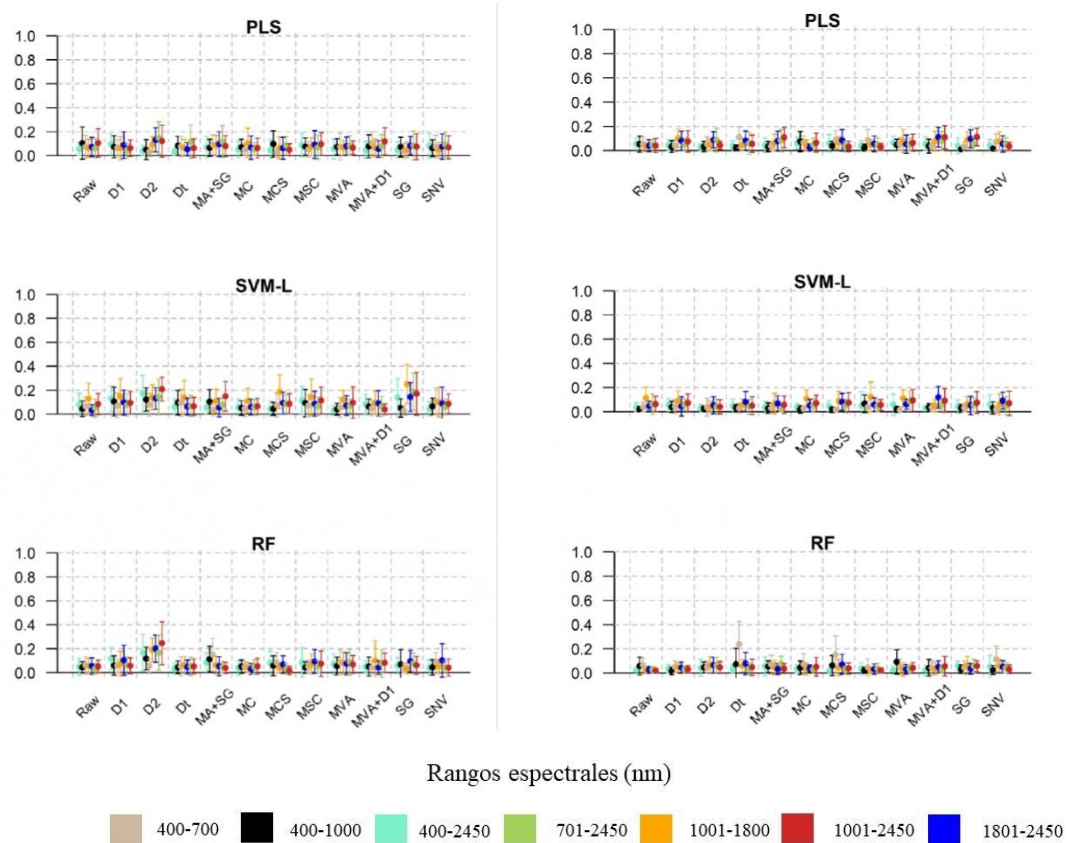 PLS
1.0
0.8
0.6
0.4
0.2
0.0
Raw D1 D2 Dt MA+SG MC MCS MSC MVA MVA+D1 SG SNV
PLS
1.0
0.8
0.6
0.4
0.2
0.0
Raw D1 D2 Dt MA+SG MC MCS MSC MVA MVA+D1 SG SNV
SVM-L
1.0
0.8
0.6
0.4
0.2
0.0
Raw D1 D2 Dt MA+SG MC MCS MSC MVA MVA+D1 SG SNV
SVM-L
1.0
0.8
0.6
0.4
0.2
0.0
Raw D1 D2 Dt MA+SG MC MCS MSC MVA MVA+D1 SG SNV
RF
1.0
0.8
0.6
0.4
0.2
0.0
Raw D1 D2 Dt MA+SG MC MCS MSC MVA MVA+D1 SG SNV
RF
1.0
0.8
0.6
0.4
0.2
0.0
Raw D1 D2 Dt MA+SG MC MCS MSC MVA MVA+D1 SG SNV
Rangos espectrales (nm)
400-700 400-1000 400-2450 701-2450 1001-1800 1001-2450 1801-2450